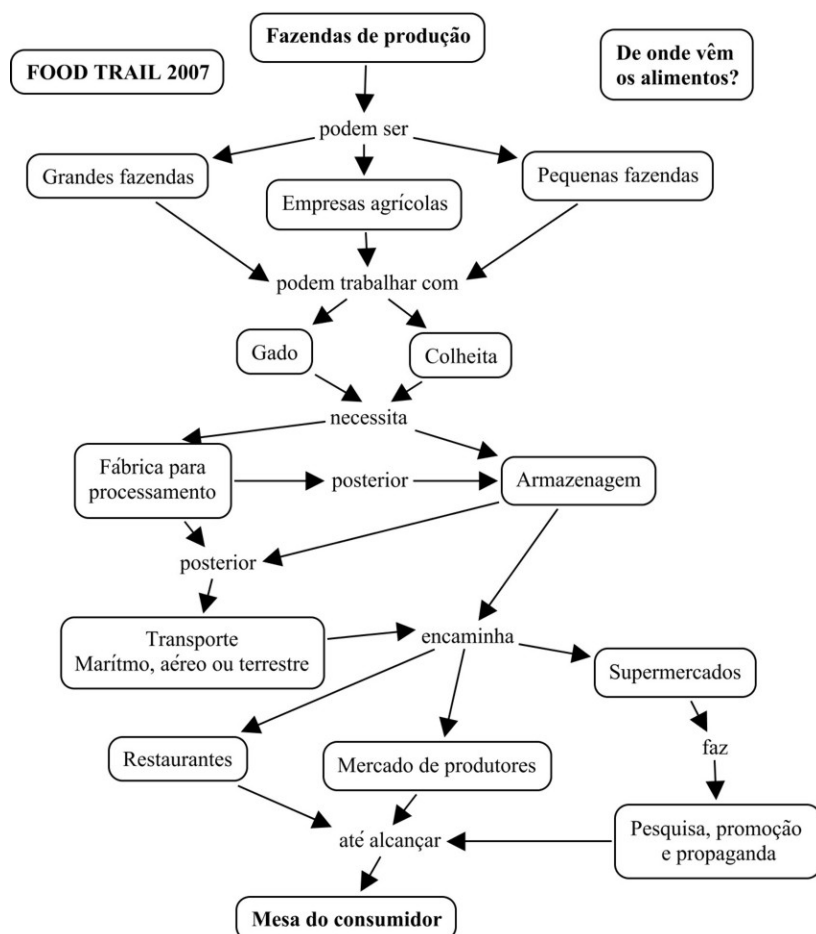 Fazendas de produção
FOOD TRAIL 2007
De onde vêm
os alimentos?
podem ser
Grandes fazendas
Empresas agrícolas
Pequenas fazendas
podem trabalhar com
Gado
Colheita
necessita
Fábrica para
processamento
posterior
Armazenagem
posterior
Transporte
Marítmo, aéreo ou terrestre
encaminha
Supermercados
Restaurantes
Mercado de produtores
faz
até alcançar
Pesquisa, promoção
e propaganda
Mesa do consumidor